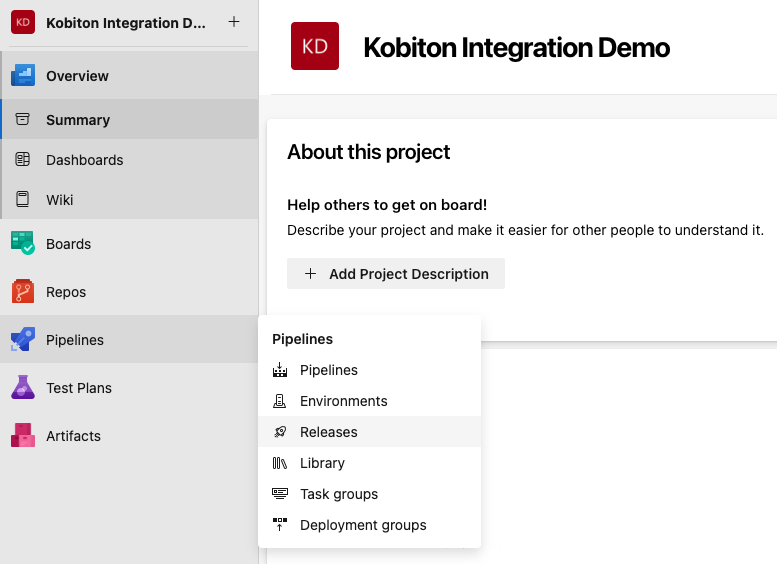 KD Kobiton Integration D... +
Overview
Summary
Dashboards
Wiki
Boards
Repos
Pipelines
Test Plans
Artifacts
KD Kobiton Integration Demo
About this project
Help others to get on board!
Describe your project and make it easier for other people to understand it.
+ Add Project Description
Pipelines
Pipelines
Environments
Releases
Library
Task groups
Deployment groups